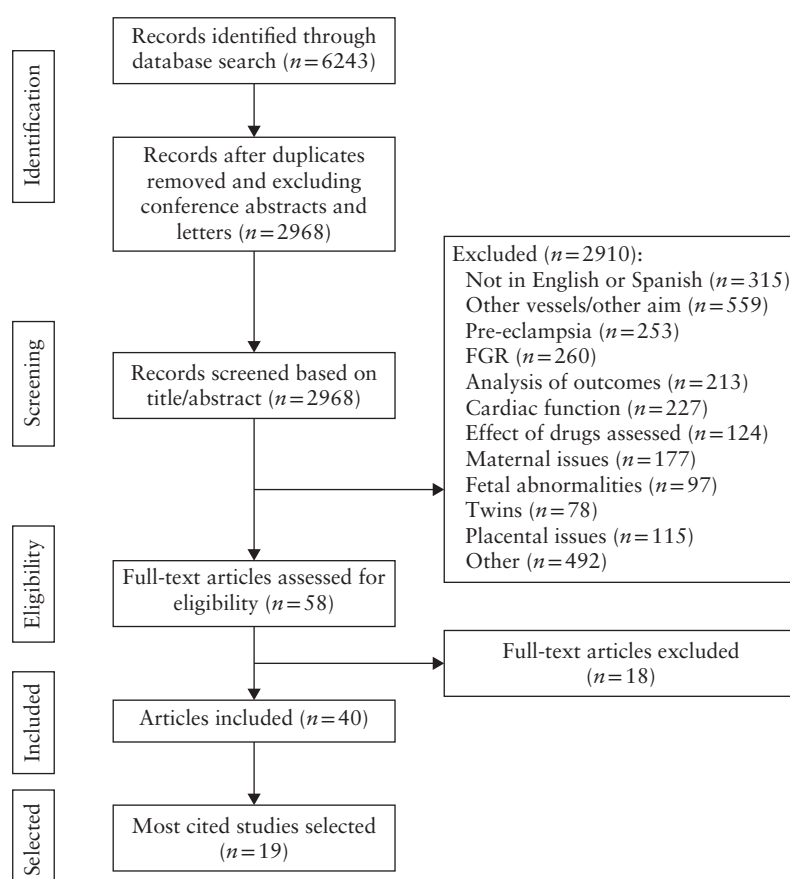 Identification
Records identified through
database search (n=6243)
Records after duplicates
removed and excluding
conference abstracts and
letters (n=2968)
Screening
Records screened based on
title/abstract (n=2968)
Excluded (n=2910):
Not in English or Spanish (n=315)
Other vessels/other aim (n=559)
Pre-eclampsia (n=253)
FGR (n=260)
Analysis of outcomes (n=213)
Cardiac function (n=227)
Effect of drugs assessed (n=124)
Maternal issues (n=177)
Fetal abnormalities (n=97)
Twins (n=78)
Placental issues (n=115)
Other (n=492)
Eligibility
Full-text articles assessed for
eligibility (n=58)
Full-text articles excluded
(n=18)
Included
Articles included (n=40)
Selected
Most cited studies selected
(n=19)